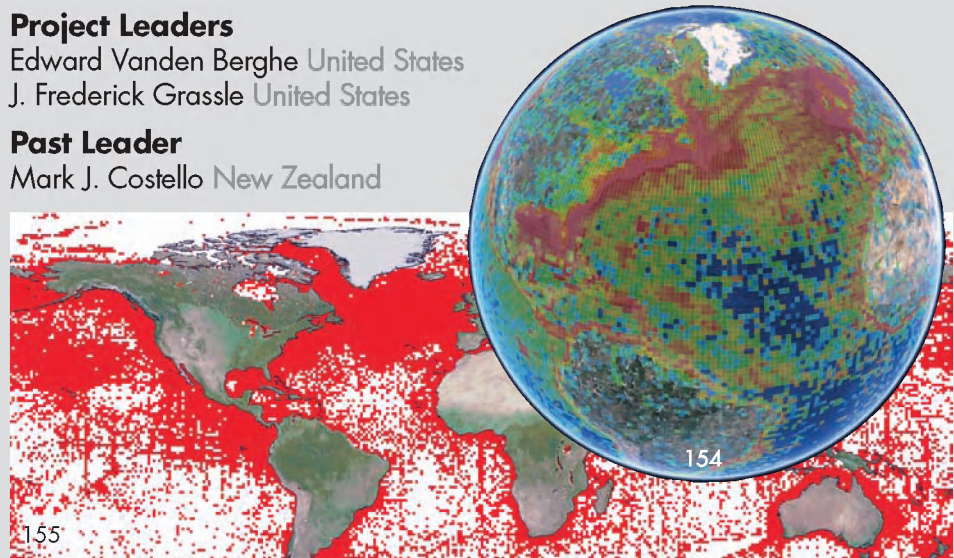 Project Leaders
Edward Vanden Berghe United States
J. Frederick Grassle United States
Past Leader
Mark J. Costello New Zealand
154
155